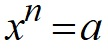 xⁿ = a